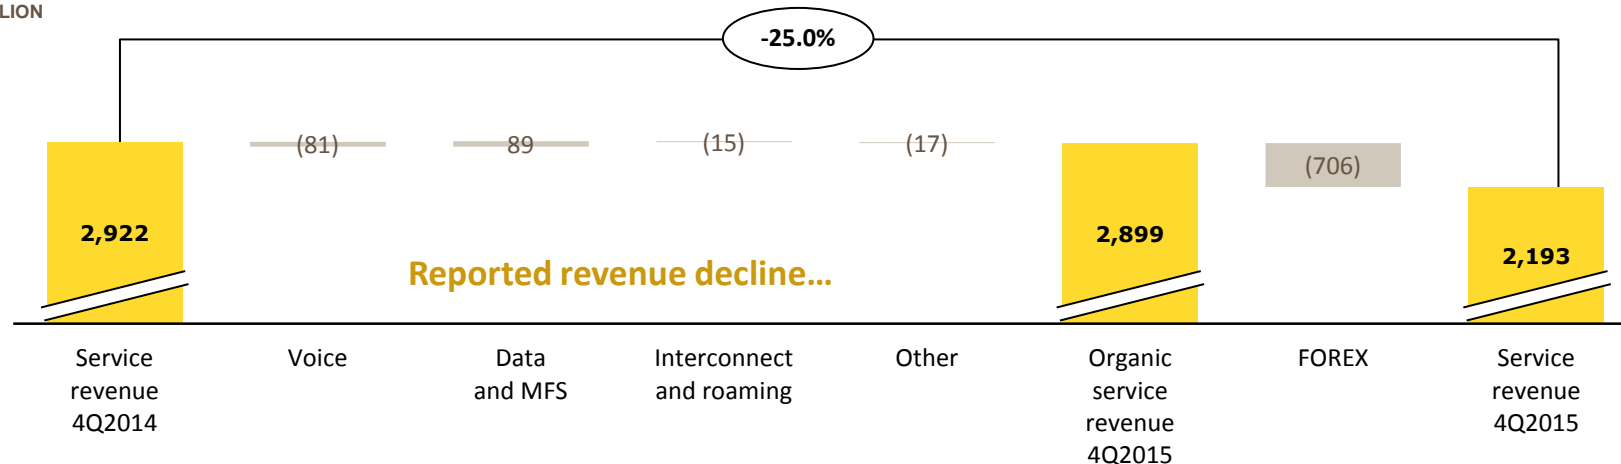 LION
-25.0%
(81)
89
(15)
(17)
(706)
2,922
2,899
2,193
Reported revenue decline...
Service
revenue
4Q2014
Voice
Data
and MFS
Interconnect
and roaming
Other
Organic
service
revenue
4Q2015
FOREX
Service
revenue
4Q2015